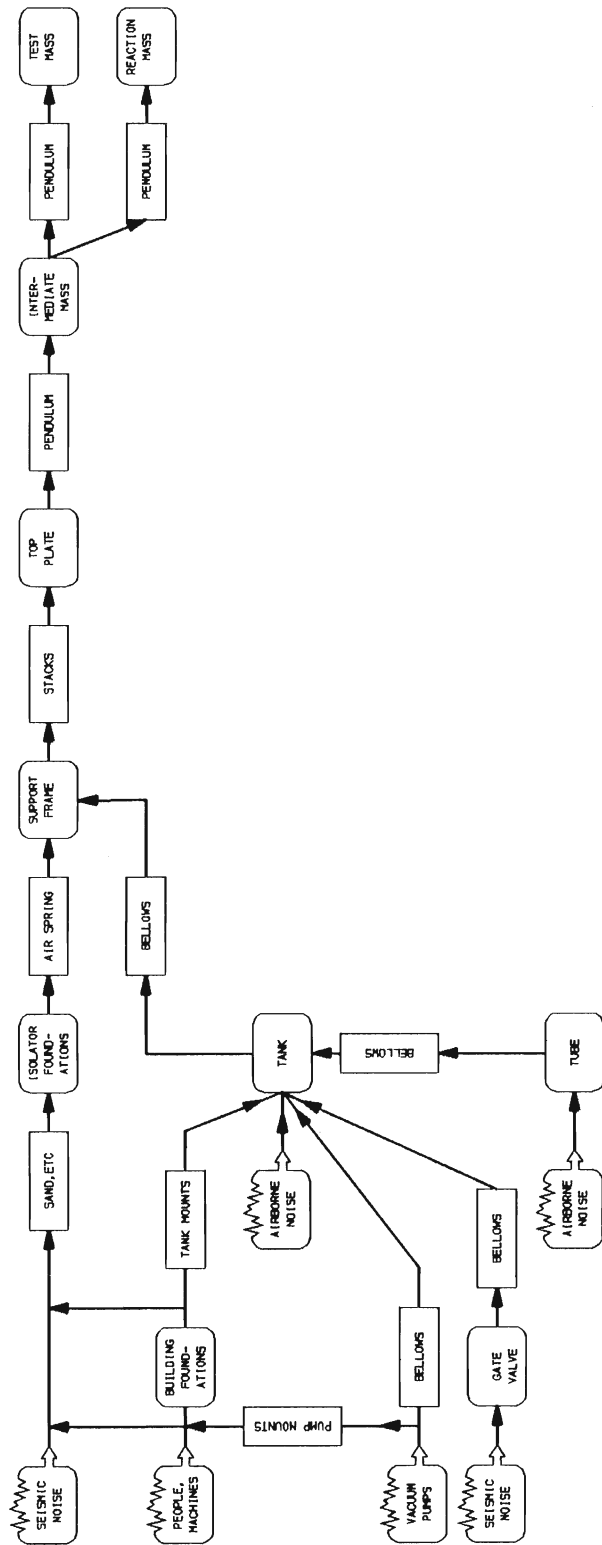 SEISMIC
NOISE
SAND, ETC
ISOLATOR
FOUND-
ATIONS
AIR SPRING
SUPPORT
FRAME
STACKS
TOP
PLATE
PENDULUM
INTER-
MEDIATE
MASS
PENDULUM
TEST
MASS
PENDULUM
REACTION
MASS
PEOPLE,
MACHINES
BUILDING
FOUND-
ATIONS
TANK MOUNTS
BELLOWS
PUMP MOUNTS
AIRBORNE
NOISE
TANK
VACUUM
PUMPS
BELLOWS
BELLOWS
SEISMIC
NOISE
GATE
VALVE
BELLOWS
AIRBORNE
NOISE
TUBE